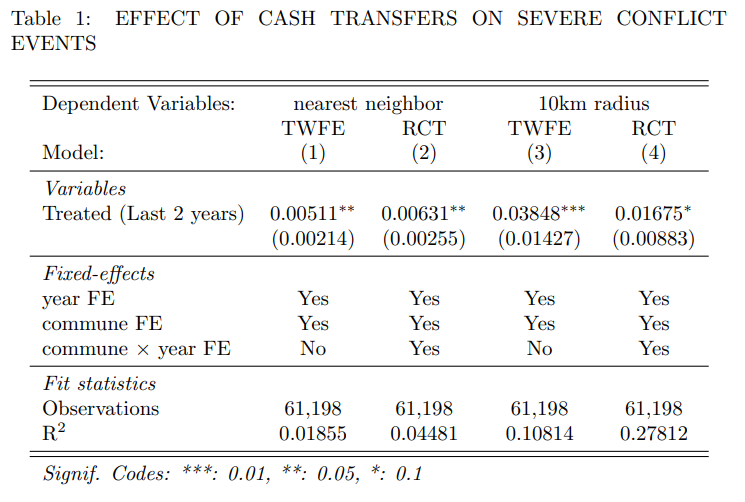 Table 1: EFFECT OF CASH TRANSFERS ON SEVERE CONFLICT
EVENTS
Dependent Variables: nearest neighbor 10km radius
TWFE RCT TWFE RCT
Model: (1) (2) (3) (4)
Variables
Treated (Last 2 years) 0.00511** 0.00631** 0.03848*** 0.01675*
(0.00214) (0.00255) (0.01427) (0.00883)
Fixed-effects
year FE Yes Yes Yes Yes
commune FE Yes Yes Yes Yes
commune × year FE No Yes No Yes
Fit statistics
Observations 61,198 61,198 61,198 61,198
R² 0.01855 0.04481 0.10814 0.27812
Signif. Codes: ***: 0.01, **: 0.05, *: 0.1